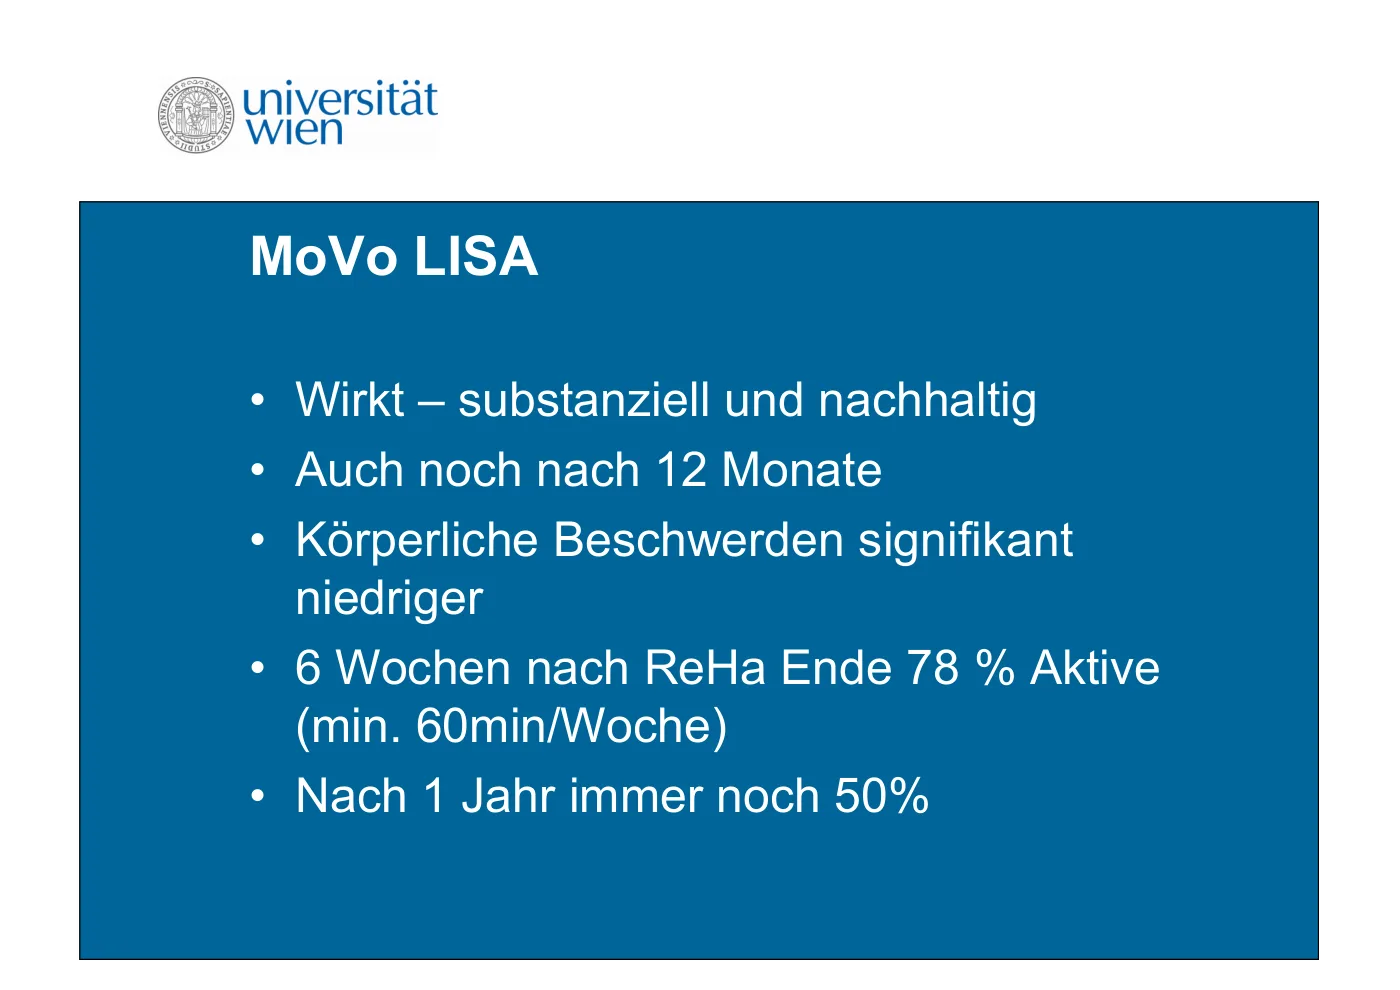 universität
wien
MoVo LISA
• Wirkt – substanziell und nachhaltig
• Auch noch nach 12 Monate
• Körperliche Beschwerden signifikant
niedriger
• 6 Wochen nach ReHa Ende 78 % Aktive
(min. 60min/Woche)
• Nach 1 Jahr immer noch 50%